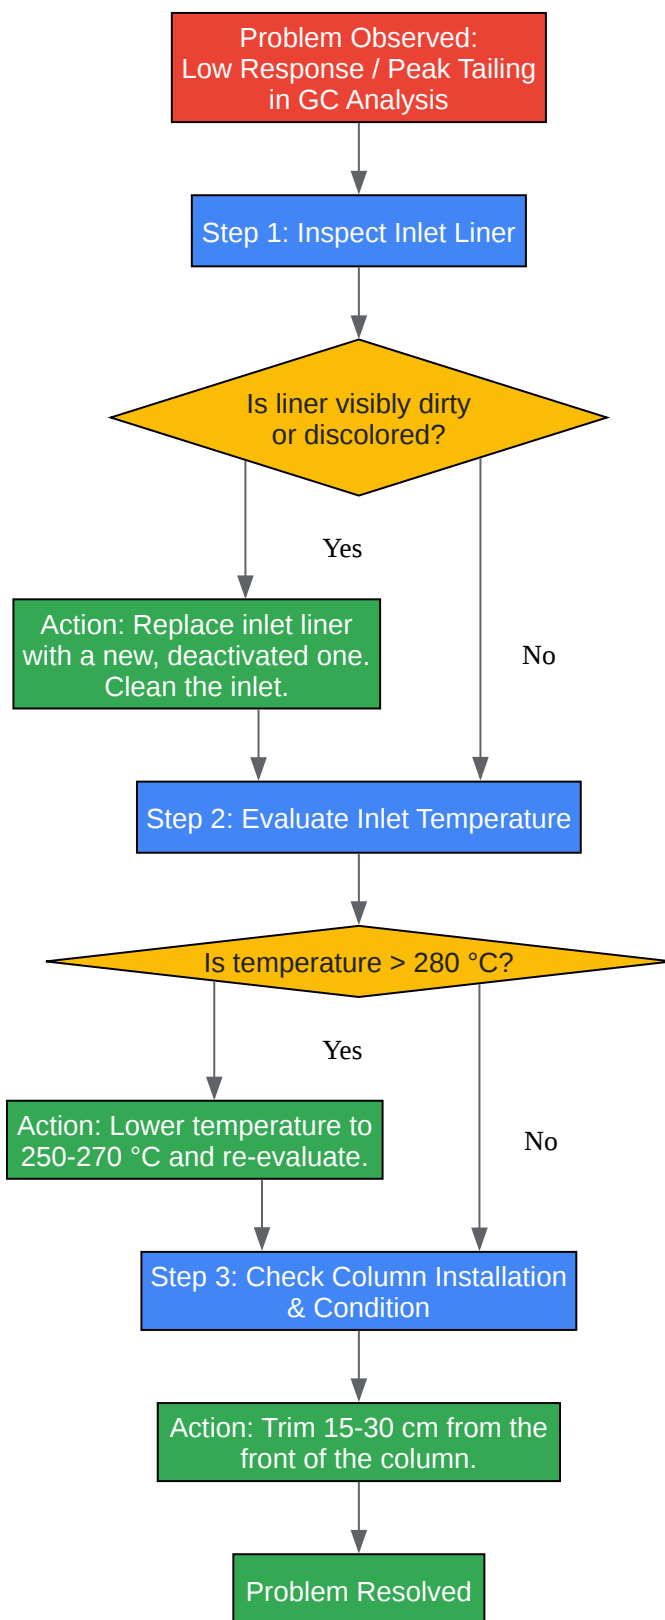 Problem Observed:
Low Response / Peak Tailing
in GC Analysis
Step 1: Inspect Inlet Liner
Is liner visibly dirty
or discolored?
Yes
Action: Replace inlet liner
with a new, deactivated one.
Clean the inlet.
No
Step 2: Evaluate Inlet Temperature
Is temperature > 280 °C?
Yes
Action: Lower temperature to
250-270 °C and re-evaluate.
No
Step 3: Check Column Installation
& Condition
Action: Trim 15-30 cm from the
front of the column.
Problem Resolved